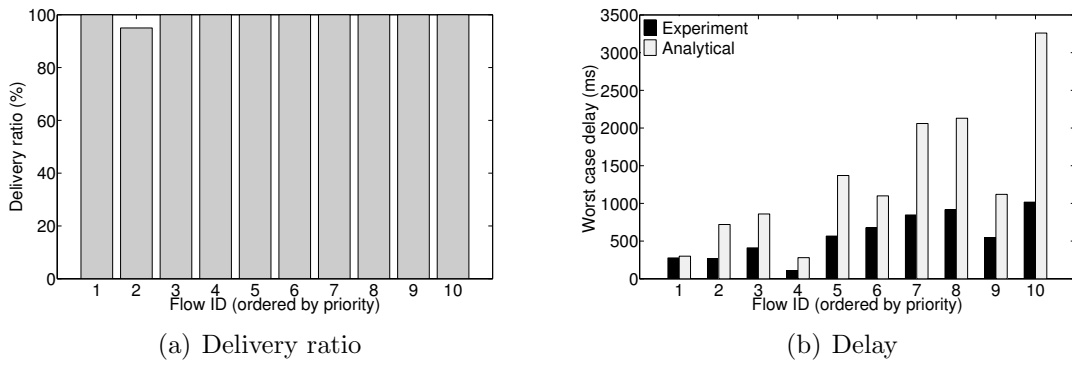 100
80
60
40
20
0
Delivery ratio (%)
1 2 3 4 5 6 7 8 9 10
Flow ID (ordered by priority)
(a) Delivery ratio
3500
3000
2500
2000
1500
1000
500
0
Worst case delay (ms)
Experiment
Analytical
1 2 3 4 5 6 7 8 9 10
Flow ID (ordered by priority)
(b) Delay